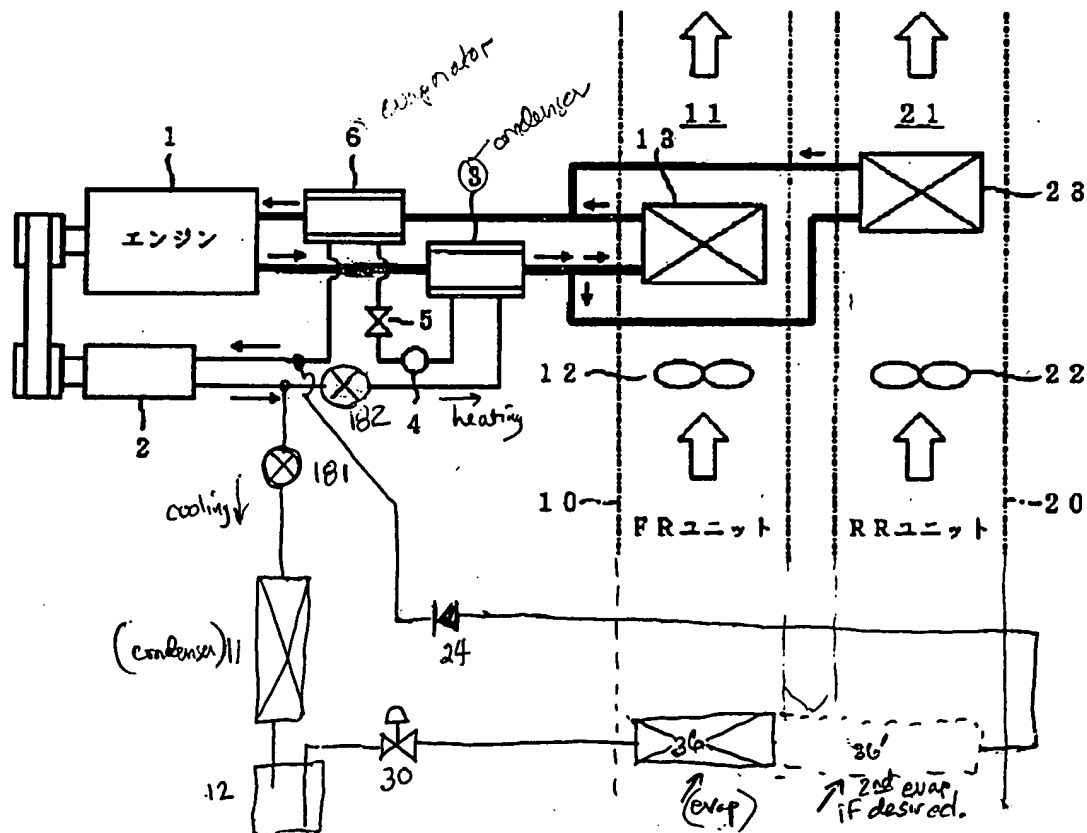 evaporator
condenser
1
6
3
13
11
21
23
エンジン
5
12
22
2
182
4
heating
181
cooling
10
FRユニット
RRユニット
20
(condenser) 11
24
12
30
36
36'
(evap)
2nd evap
if desired.